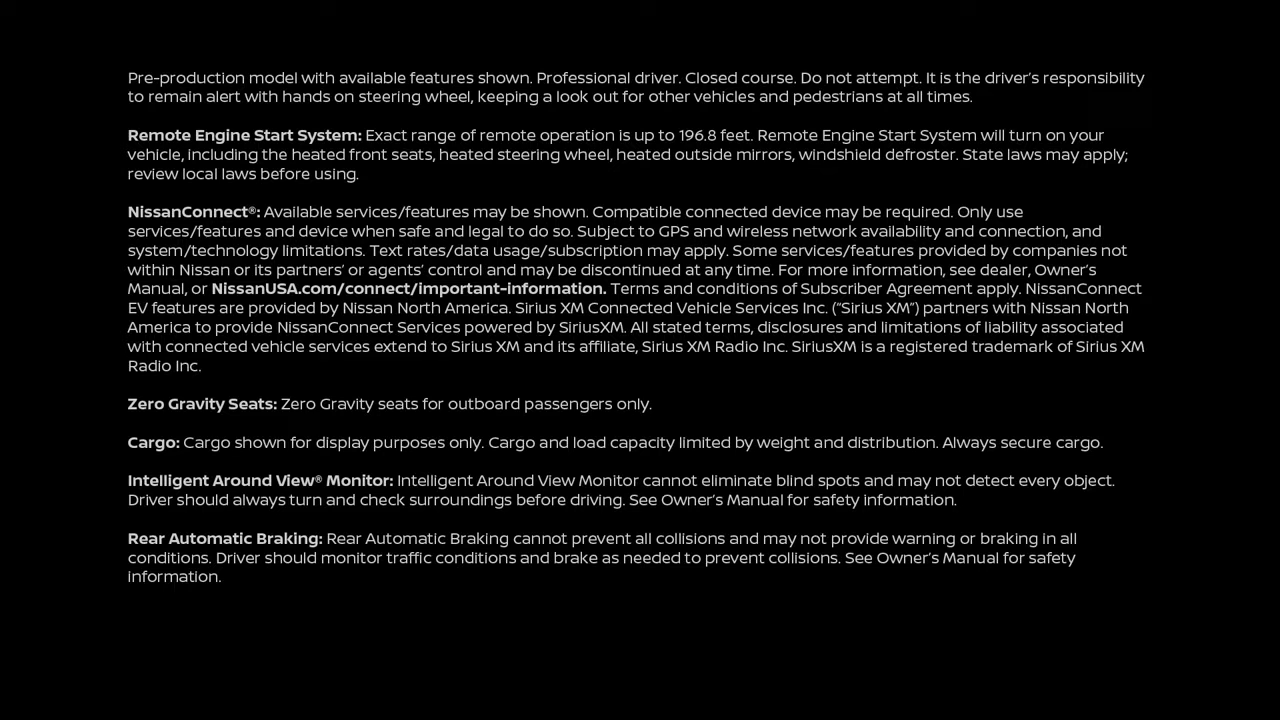 Pre-production model with available features shown. Professional driver. Closed course. Do not attempt. It is the driver's responsibility
to remain alert with hands on steering wheel, keeping a look out for other vehicles and pedestrians at all times.
Remote Engine Start System: Exact range of remote operation is up to 196.8 feet. Remote Engine Start System will turn on your
vehicle, including the heated front seats, heated steering wheel, heated outside mirrors, windshield defroster. State laws may apply;
review local laws before using.
NissanConnect®: Available services/features may be shown. Compatible connected device may be required. Only use
services/features and device when safe and legal to do so. Subject to GPS and wireless network availability and connection, and
system/technology limitations. Text rates/data usage/subscription may apply. Some services/features provided by companies not
within Nissan or its partners' or agents' control and may be discontinued at any time. For more information, see dealer, Owner's
Manual, or NissanUSA.com/connect/important-information. Terms and conditions of Subscriber Agreement apply. NissanConnect
EV features are provided by Nissan North America. Sirius XM Connected Vehicle Services Inc. ("Sirius XM") partners with Nissan North
America to provide NissanConnect Services powered by SiriusXM. All stated terms, disclosures and limitations of liability associated
with connected vehicle services extend to Sirius XM and its affiliate, Sirius XM Radio Inc. SiriusXM is a registered trademark of Sirius XM
Radio Inc.
Zero Gravity Seats: Zero Gravity seats for outboard passengers only.
Cargo: Cargo shown for display purposes only. Cargo and load capacity limited by weight and distribution. Always secure cargo.
Intelligent Around View® Monitor: Intelligent Around View Monitor cannot eliminate blind spots and may not detect every object.
Driver should always turn and check surroundings before driving. See Owner's Manual for safety information.
Rear Automatic Braking: Rear Automatic Braking cannot prevent all collisions and may not provide warning or braking in all
conditions. Driver should monitor traffic conditions and brake as needed to prevent collisions. See Owner's Manual for safety
information.